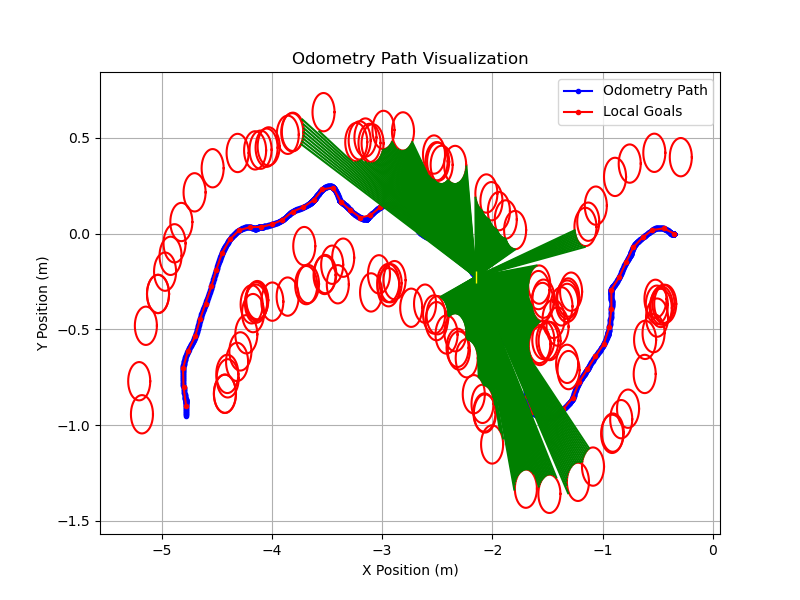 Odometry Path Visualization
Odometry Path
Local Goals
Y Position (m)
0.5
0.0
−0.5
−1.0
−1.5
−5
−4
−3
−2
−1
0
X Position (m)